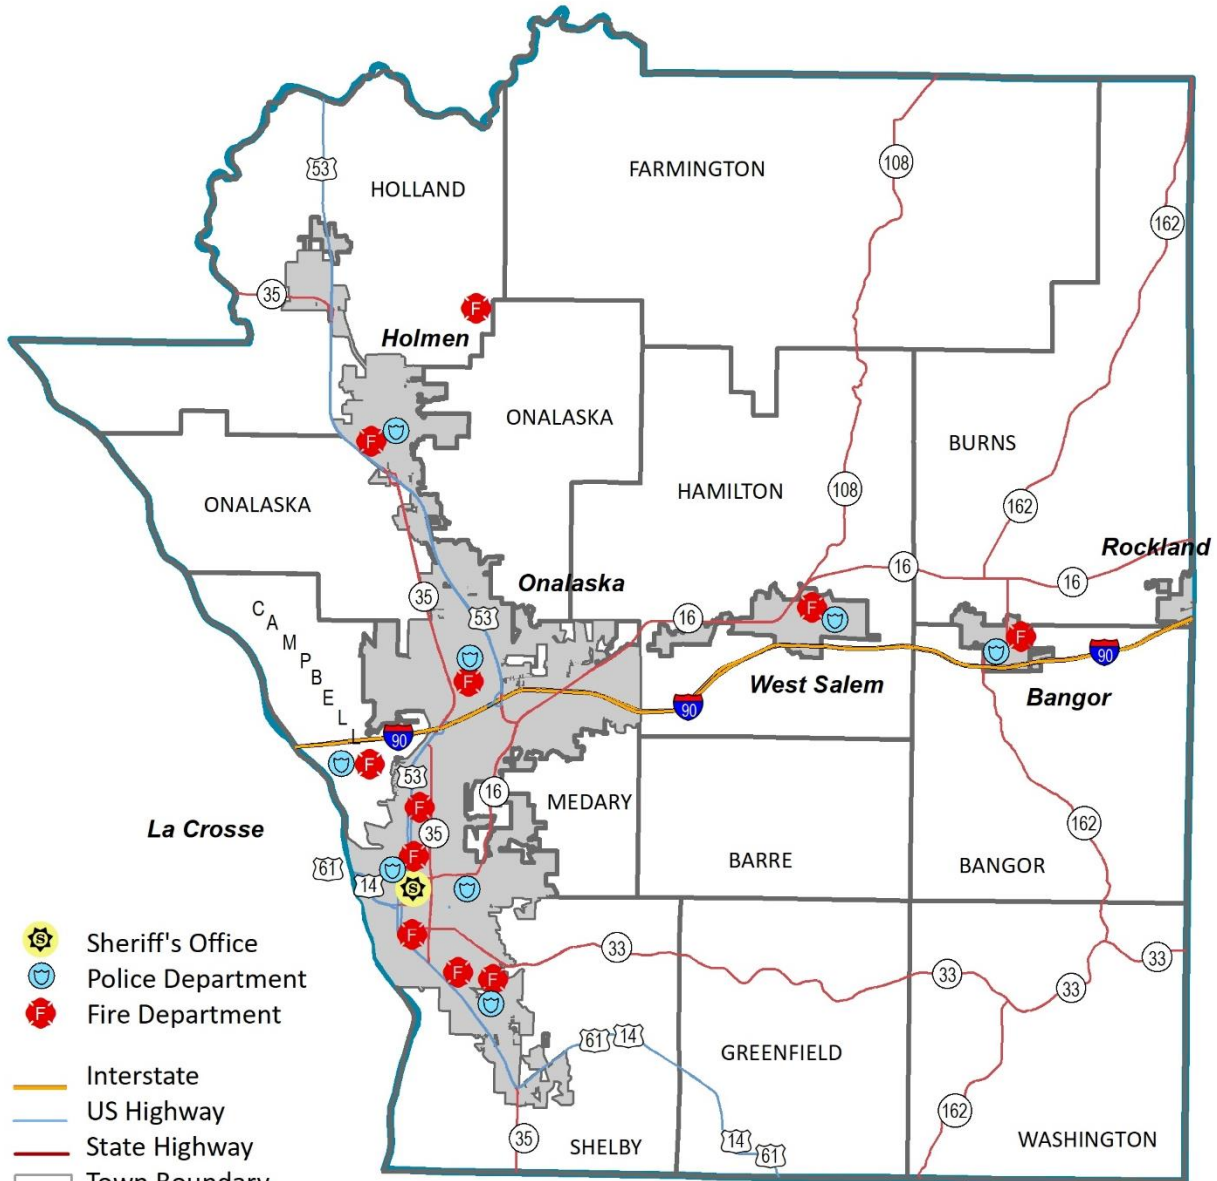 53
HOLLAND
FARMINGTON
108
162
35
F
Holmen
ONALASKA
F
BURNS
ONALASKA
HAMILTON
108
162
Rockland
Onalaska
16
16
35
53
16
F
F
C
A
M
P
B
E
L
L
F
90
West Salem
Bangor
90
90
F
53
16
MEDARY
F
35
La Crosse
162
BARRE
BANGOR
F
61
14
S
F
33
33
33
33
F
F
S
Sheriff's Office
Police Department
F
Fire Department
61
14
GREENFIELD
Interstate
US Highway
State Highway
Town Boundary
35
SHELBY
14
61
162
WASHINGTON